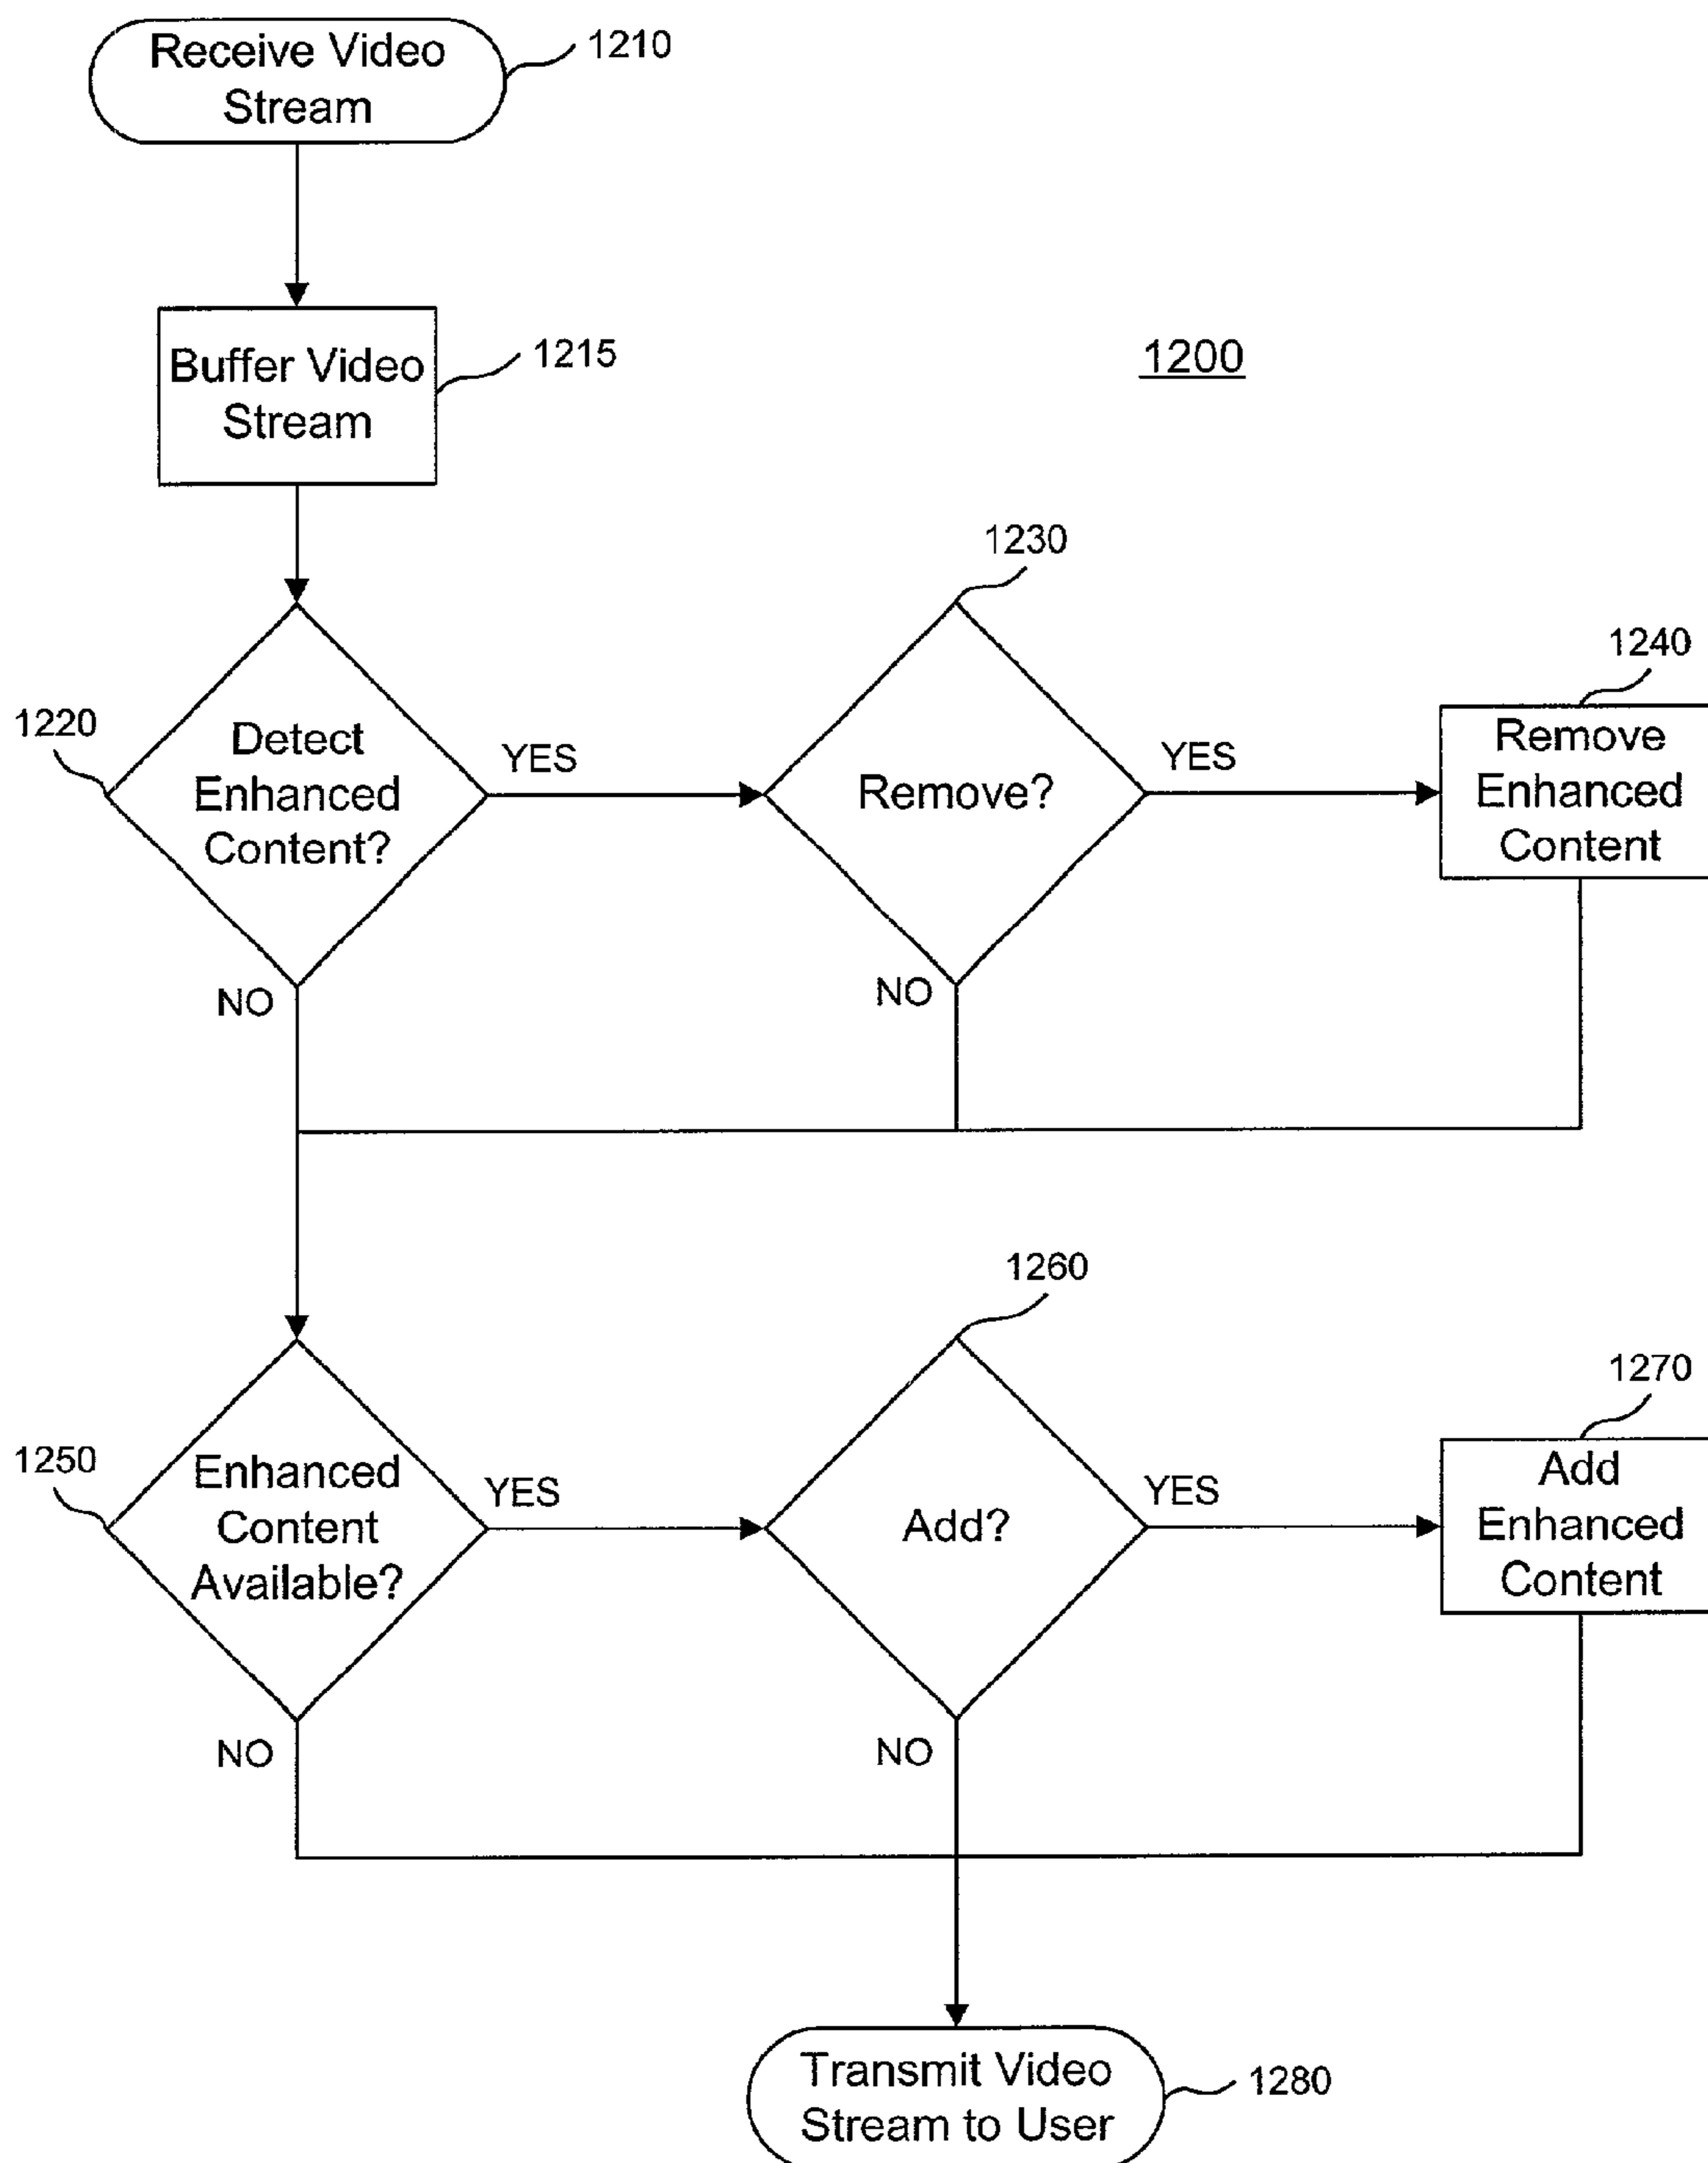 Receive Video
Stream
1210
Buffer Video
Stream
1215
1200
1220
Detect
Enhanced
Content?
YES
NO
1230
Remove?
YES
NO
1240
Remove
Enhanced
Content
1250
Enhanced
Content
Available?
YES
NO
1260
Add?
YES
NO
1270
Add
Enhanced
Content
Transmit Video
Stream to User
1280